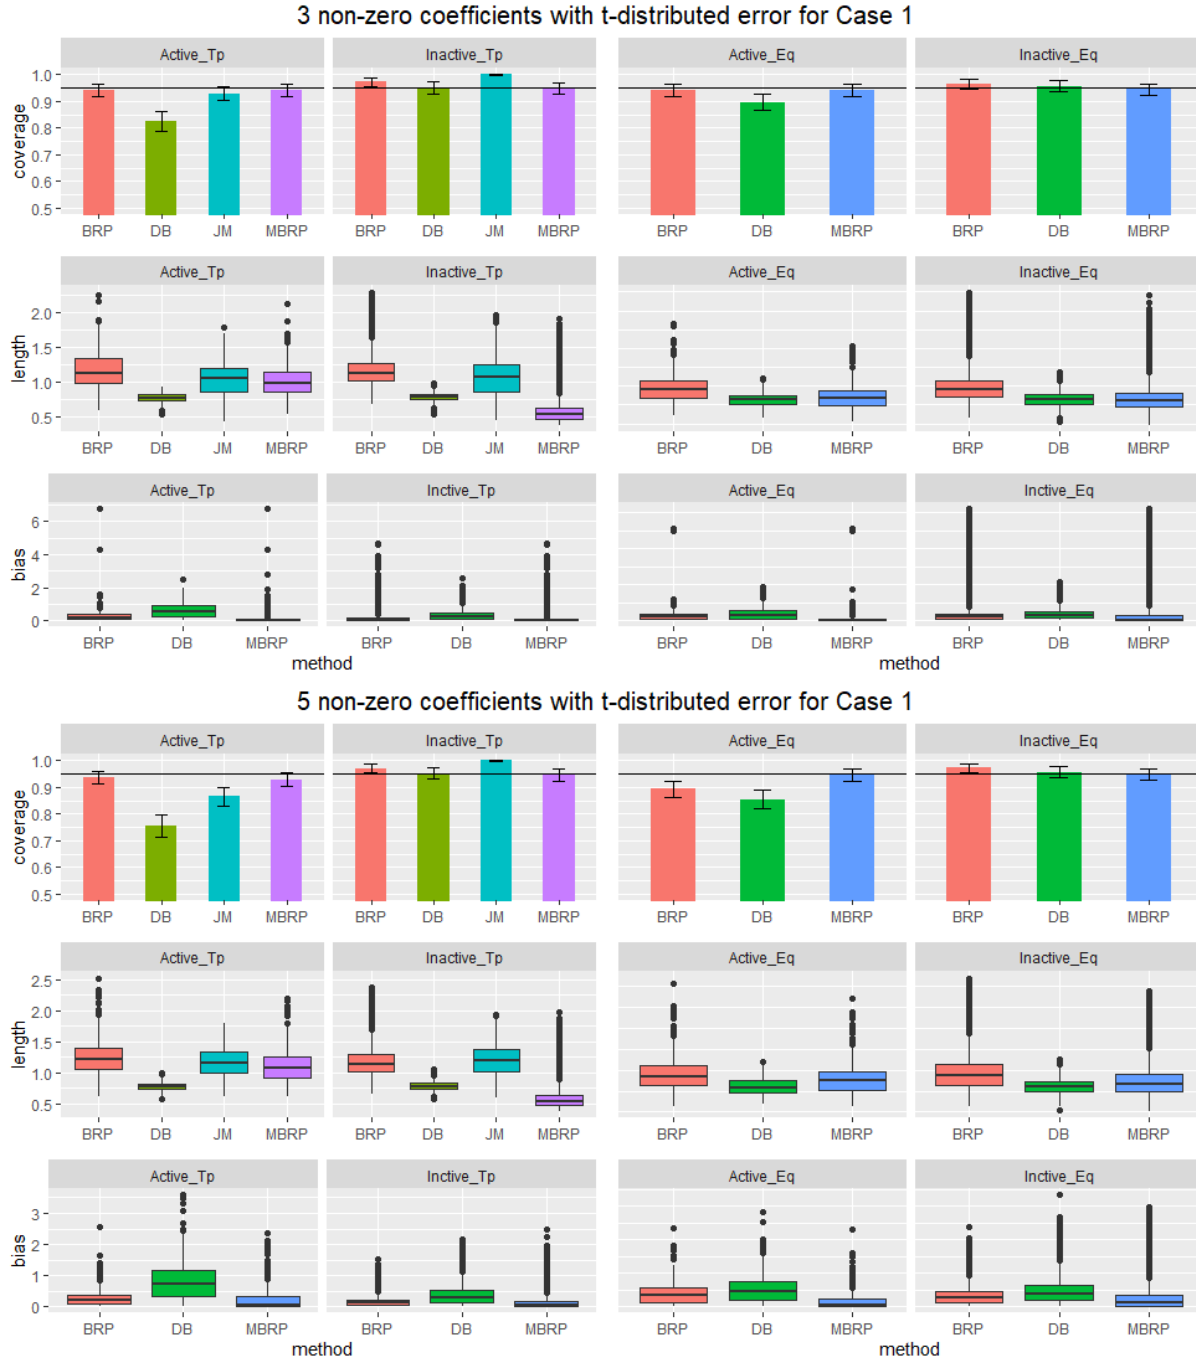 3 non-zero coefficients with t-distributed error for Case 1
Active_Tp Inactive_Tp Active_Eq Inactive_Eq
coverage
1.0
0.9
0.8
0.7
0.6
0.5
BRP DB JM MBRP BRP DB JM MBRP BRP DB MBRP BRP DB MBRP
Active_Tp Inactive_Tp Active_Eq Inactive_Eq
length
2.0
1.5
1.0
0.5
BRP DB JM MBRP BRP DB JM MBRP BRP DB MBRP BRP DB MBRP
Active_Tp Inctive_Tp Active_Eq Inctive_Eq
bias
6
4
2
0
BRP DB MBRP BRP DB MBRP BRP DB MBRP BRP DB MBRP
method method
5 non-zero coefficients with t-distributed error for Case 1
Active_Tp Inactive_Tp Active_Eq Inactive_Eq
coverage
1.0
0.9
0.8
0.7
0.6
0.5
BRP DB JM MBRP BRP DB JM MBRP BRP DB MBRP BRP DB MBRP
Active_Tp Inactive_Tp Active_Eq Inactive_Eq
length
2.5
2.0
1.5
1.0
0.5
BRP DB JM MBRP BRP DB JM MBRP BRP DB MBRP BRP DB MBRP
Active_Tp Inctive_Tp Active_Eq Inctive_Eq
bias
3
2
1
0
BRP DB MBRP BRP DB MBRP BRP DB MBRP BRP DB MBRP
method method